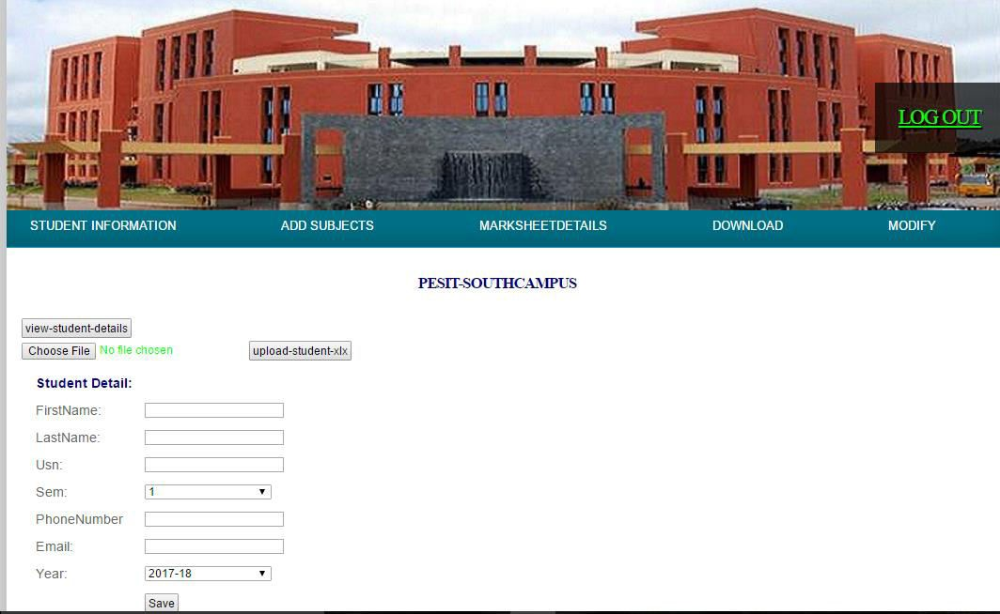 LOG OUT
STUDENT INFORMATION ADD SUBJECTS MARKSHEETDETAILS DOWNLOAD MODIFY
PESIT-SOUTHCAMPUS
view-student-details
Choose File No file chosen upload-student-xlx
Student Detail:
FirstName:
LastName:
Usn:
Sem: 1
PhoneNumber
Email:
Year: 2017-18
Save